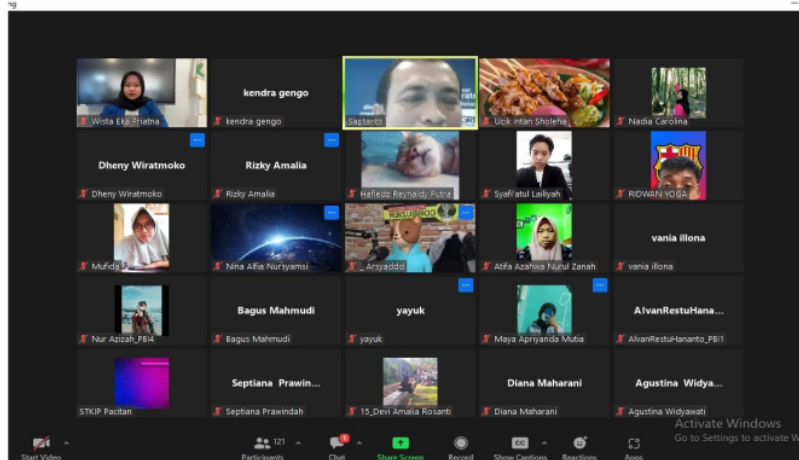 ng
Wista Eka Priatna
kendra gengo
kendra gengo
Saptanto
Ucik Intan Sholeha
Nadia Carolina
Dheny Wiratmoko
Dheny Wiratmoko
Rizky Amalia
Rizky Amalia
Hafiedz Reynaldy Putra
Syafi'atul Lailiyah
RIDWAN YOGA
Mufida
Nina Alfia Nursyamsi
CORBUZIER
_ Arsyaddd
Atifa Azahwa Nurul Zanah
vania illona
vania illona
Nur Azizah_PBI4
Bagus Mahmudi
Bagus Mahmudi
yayuk
yayuk
Maya Apriyanda Mutia
AlvanRestuHana...
AlvanRestuHananto_PBI1
STKIP Pacitan
Septiana Prawin...
Septiana Prawindah
15_Devi Amalia Rosanti
Diana Maharani
Diana Maharani
Agustina Widya...
Agustina Widyawati
Activate Windows
Go to Settings to activate W
Start Video
121
Participants
Chat
Share Screen
Record
CC
Show Captions
Reactions
Apps